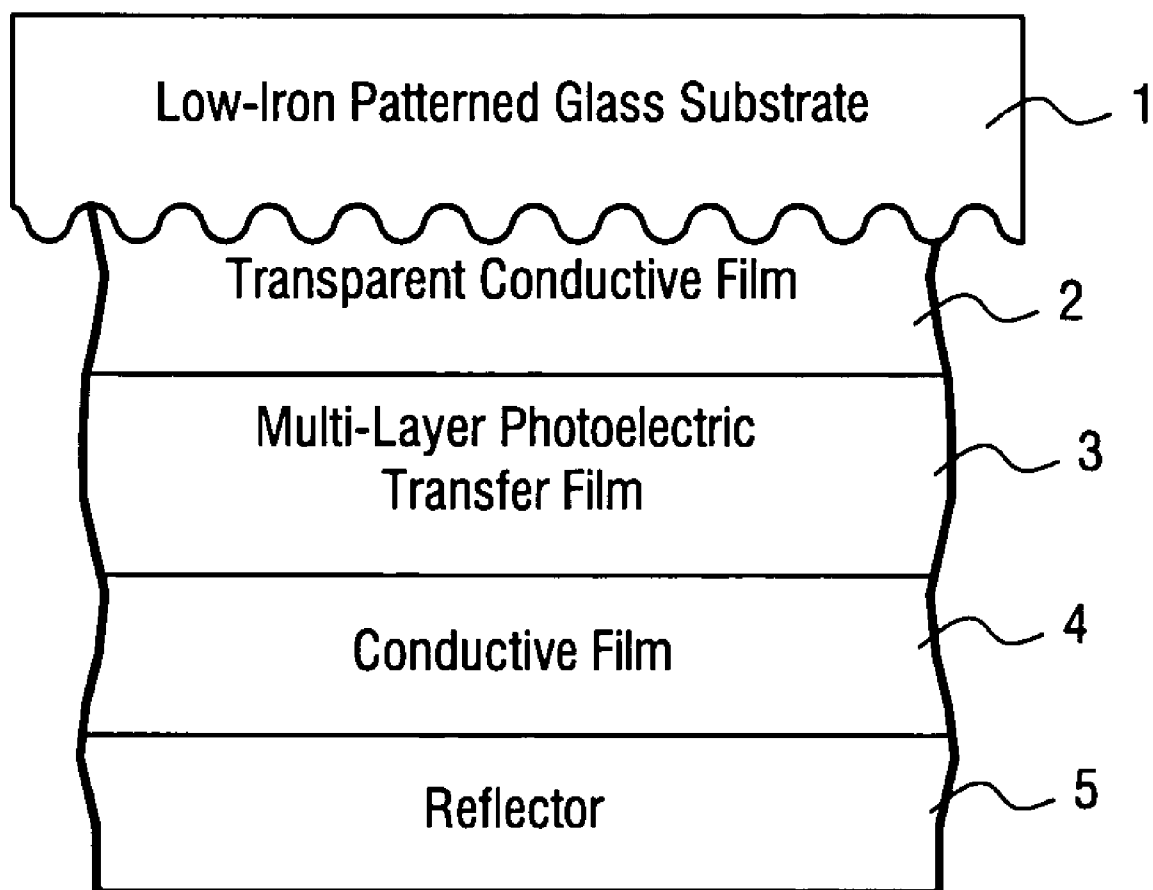 Low-Iron Patterned Glass Substrate
1
Transparent Conductive Film
2
Multi-Layer Photoelectric
Transfer Film
3
Conductive Film
4
Reflector
5